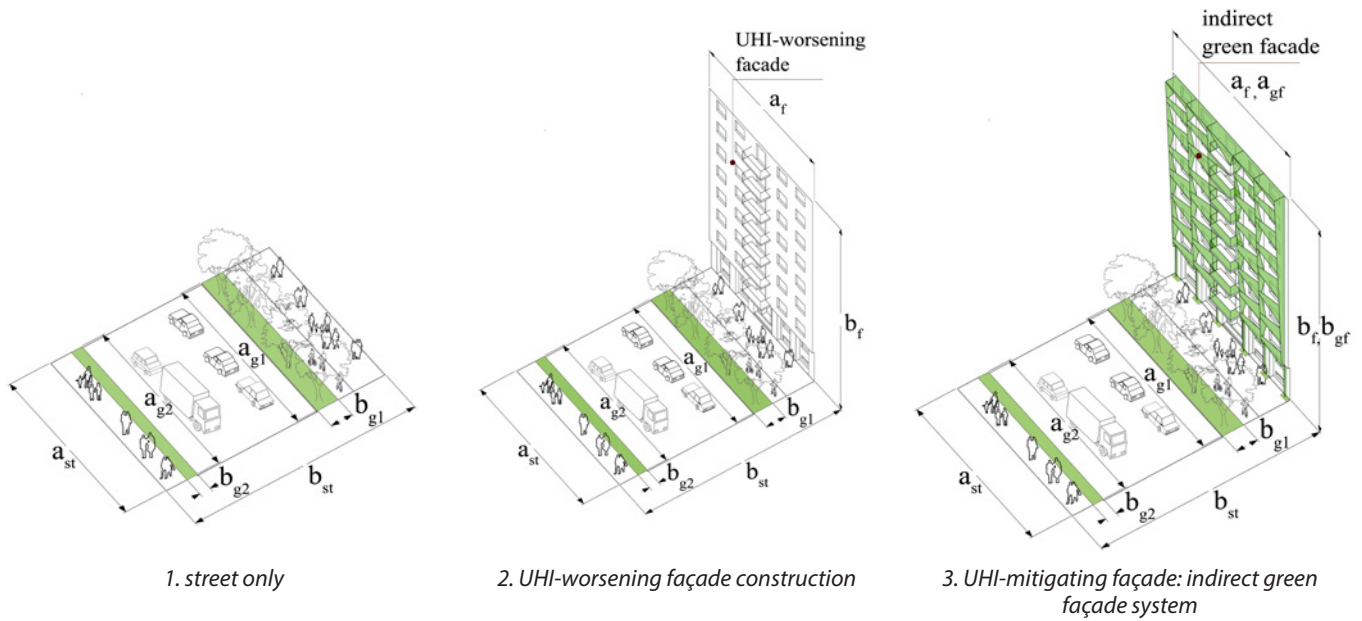 a_g1
a_g2
a_st
b_g1
b_g2
b_st
1. street only
UHI-worsening
facade
a_f
b_f
a_g1
a_g2
a_st
b_g1
b_g2
b_st
2. UHI-worsening façade construction
indirect
green facade
a_f, a_gf
b_f, b_gf
a_g1
a_g2
a_st
b_g1
b_g2
b_st
3. UHI-mitigating façade: indirect green
façade system